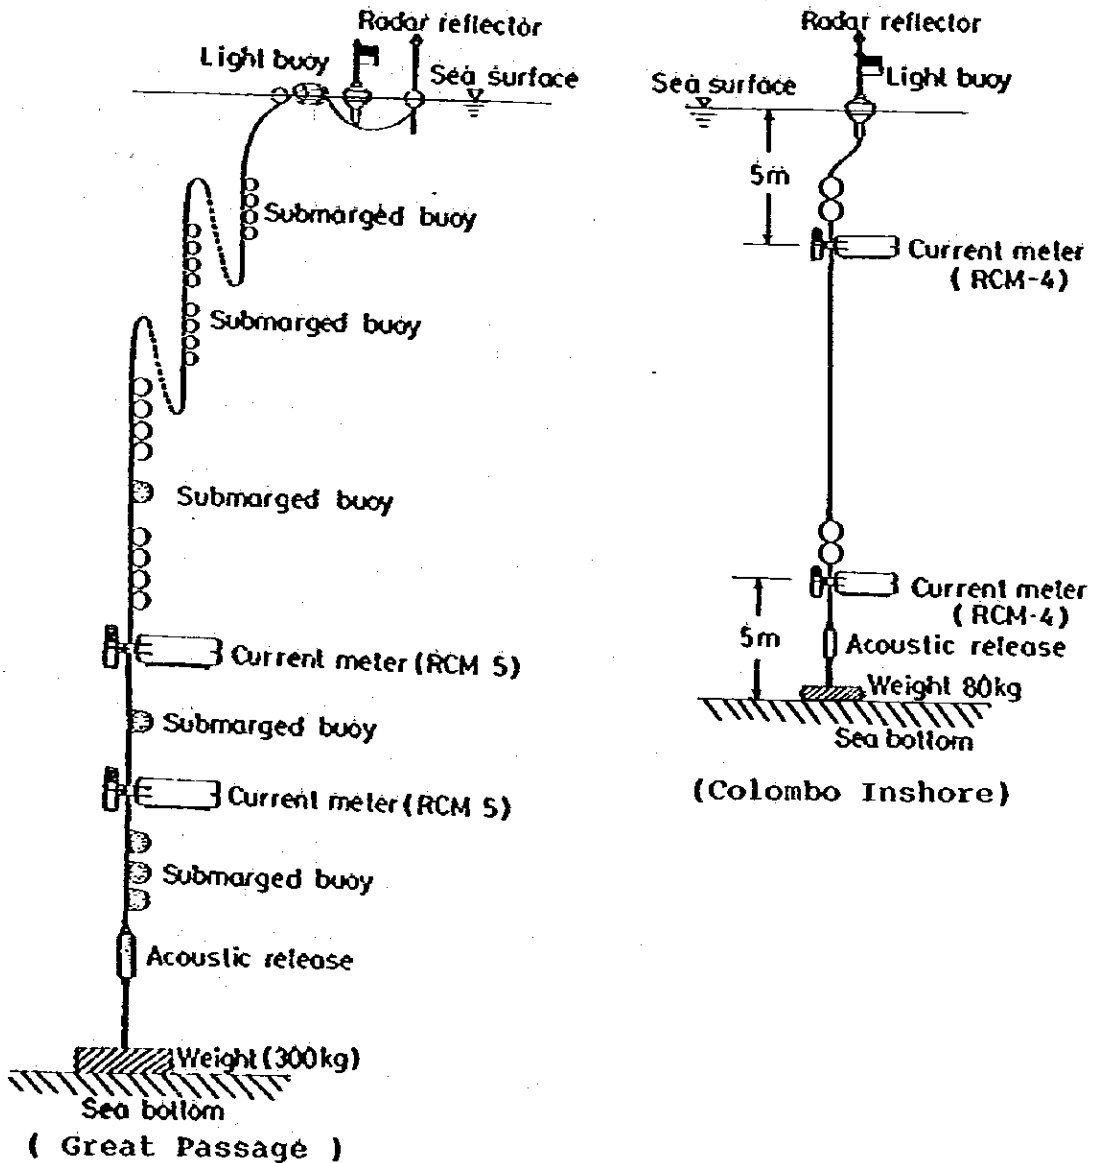 Radar reflector
Light buoy
Sea surface
Submarged buoy
Submarged buoy
Submarged buoy
Current meter (RCM 5)
Submarged buoy
Current meter (RCM 5)
Submarged buoy
Acoustic release
Weight (300kg)
Sea bottom
( Great Passage )
Radar reflector
Light buoy
Sea surface
5m
Current meter
( RCM-4)
Current meter
(RCM-4)
5m
Acoustic release
Weight 80kg
Sea bottom
(Colombo Inshore)